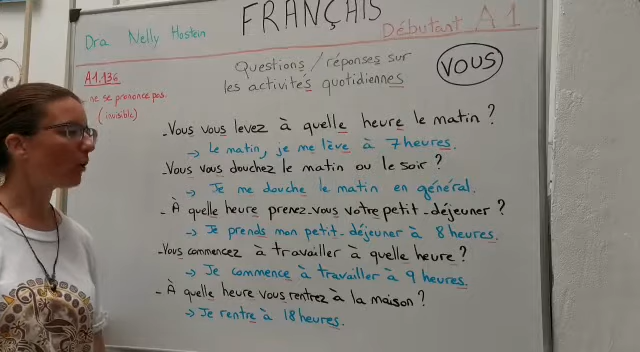 FRANÇAIS
Dra Nelly Hostein
Débutant A1
A1.136
- ne se prononce pas.
(invisible)
Questions / réponses sur
les activités quotidiennes
VOUS
- Vous vous levez à quelle heure le matin ?
→ Le matin, je me lève à 7 heures.
- Vous vous douchez le matin ou le soir ?
→ Je me douche le matin en général.
- À quelle heure prenez-vous votre petit-déjeuner ?
→ Je prends mon petit-déjeuner à 8 heures.
- Vous commencez à travailler à quelle heure ?
→ Je commence à travailler à 9 heures.
- À quelle heure vous rentrez à la maison ?
→ Je rentre à 18 heures.